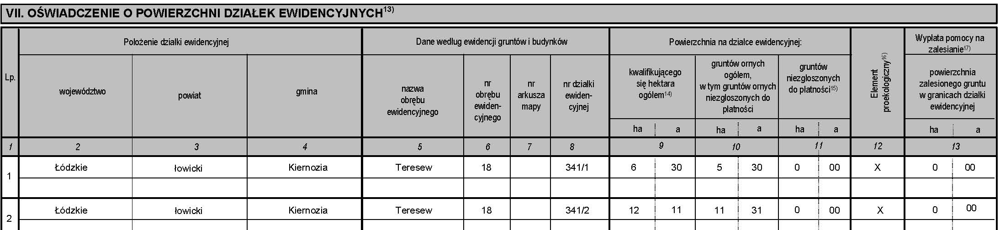 VII. OŚWIADCZENIE O POWIERZCHNI DZIAŁEK EWIDENCYJNYCH13)
Lp.
Położenie działki ewidencyjnej
Dane według ewidencji gruntów i budynków
Powierzchnia na działce ewidencyjnej:
Element
proekologiczny16)
Wypłata pomocy na
zalesianie17)
województwo
powiat
gmina
nazwa
obrębu
ewidencyjnego
nr
obrębu
ewiden-
cyjnego
nr
arkusza
mapy
nr działki
ewiden-
cyjnej
kwalifikującego
się hektara
ogółem14)
gruntów ornych
ogółem,
w tym gruntów ornych
niezgłoszonych do
płatności
gruntów
niezgłoszonych
do płatności15)
powierzchnia
zalesionego gruntu
w granicach działki
ewidencyjnej
ha a ha a ha a ha a
1 2 3 4 5 6 7 8 9 10 11 12 13
1 Łódzkie łowicki Kiernozia Teresew 18 341/1 6 30 5 30 0 00 X 0 00
2 Łódzkie łowicki Kiernozia Teresew 18 341/2 12 11 11 31 0 00 X 0 00